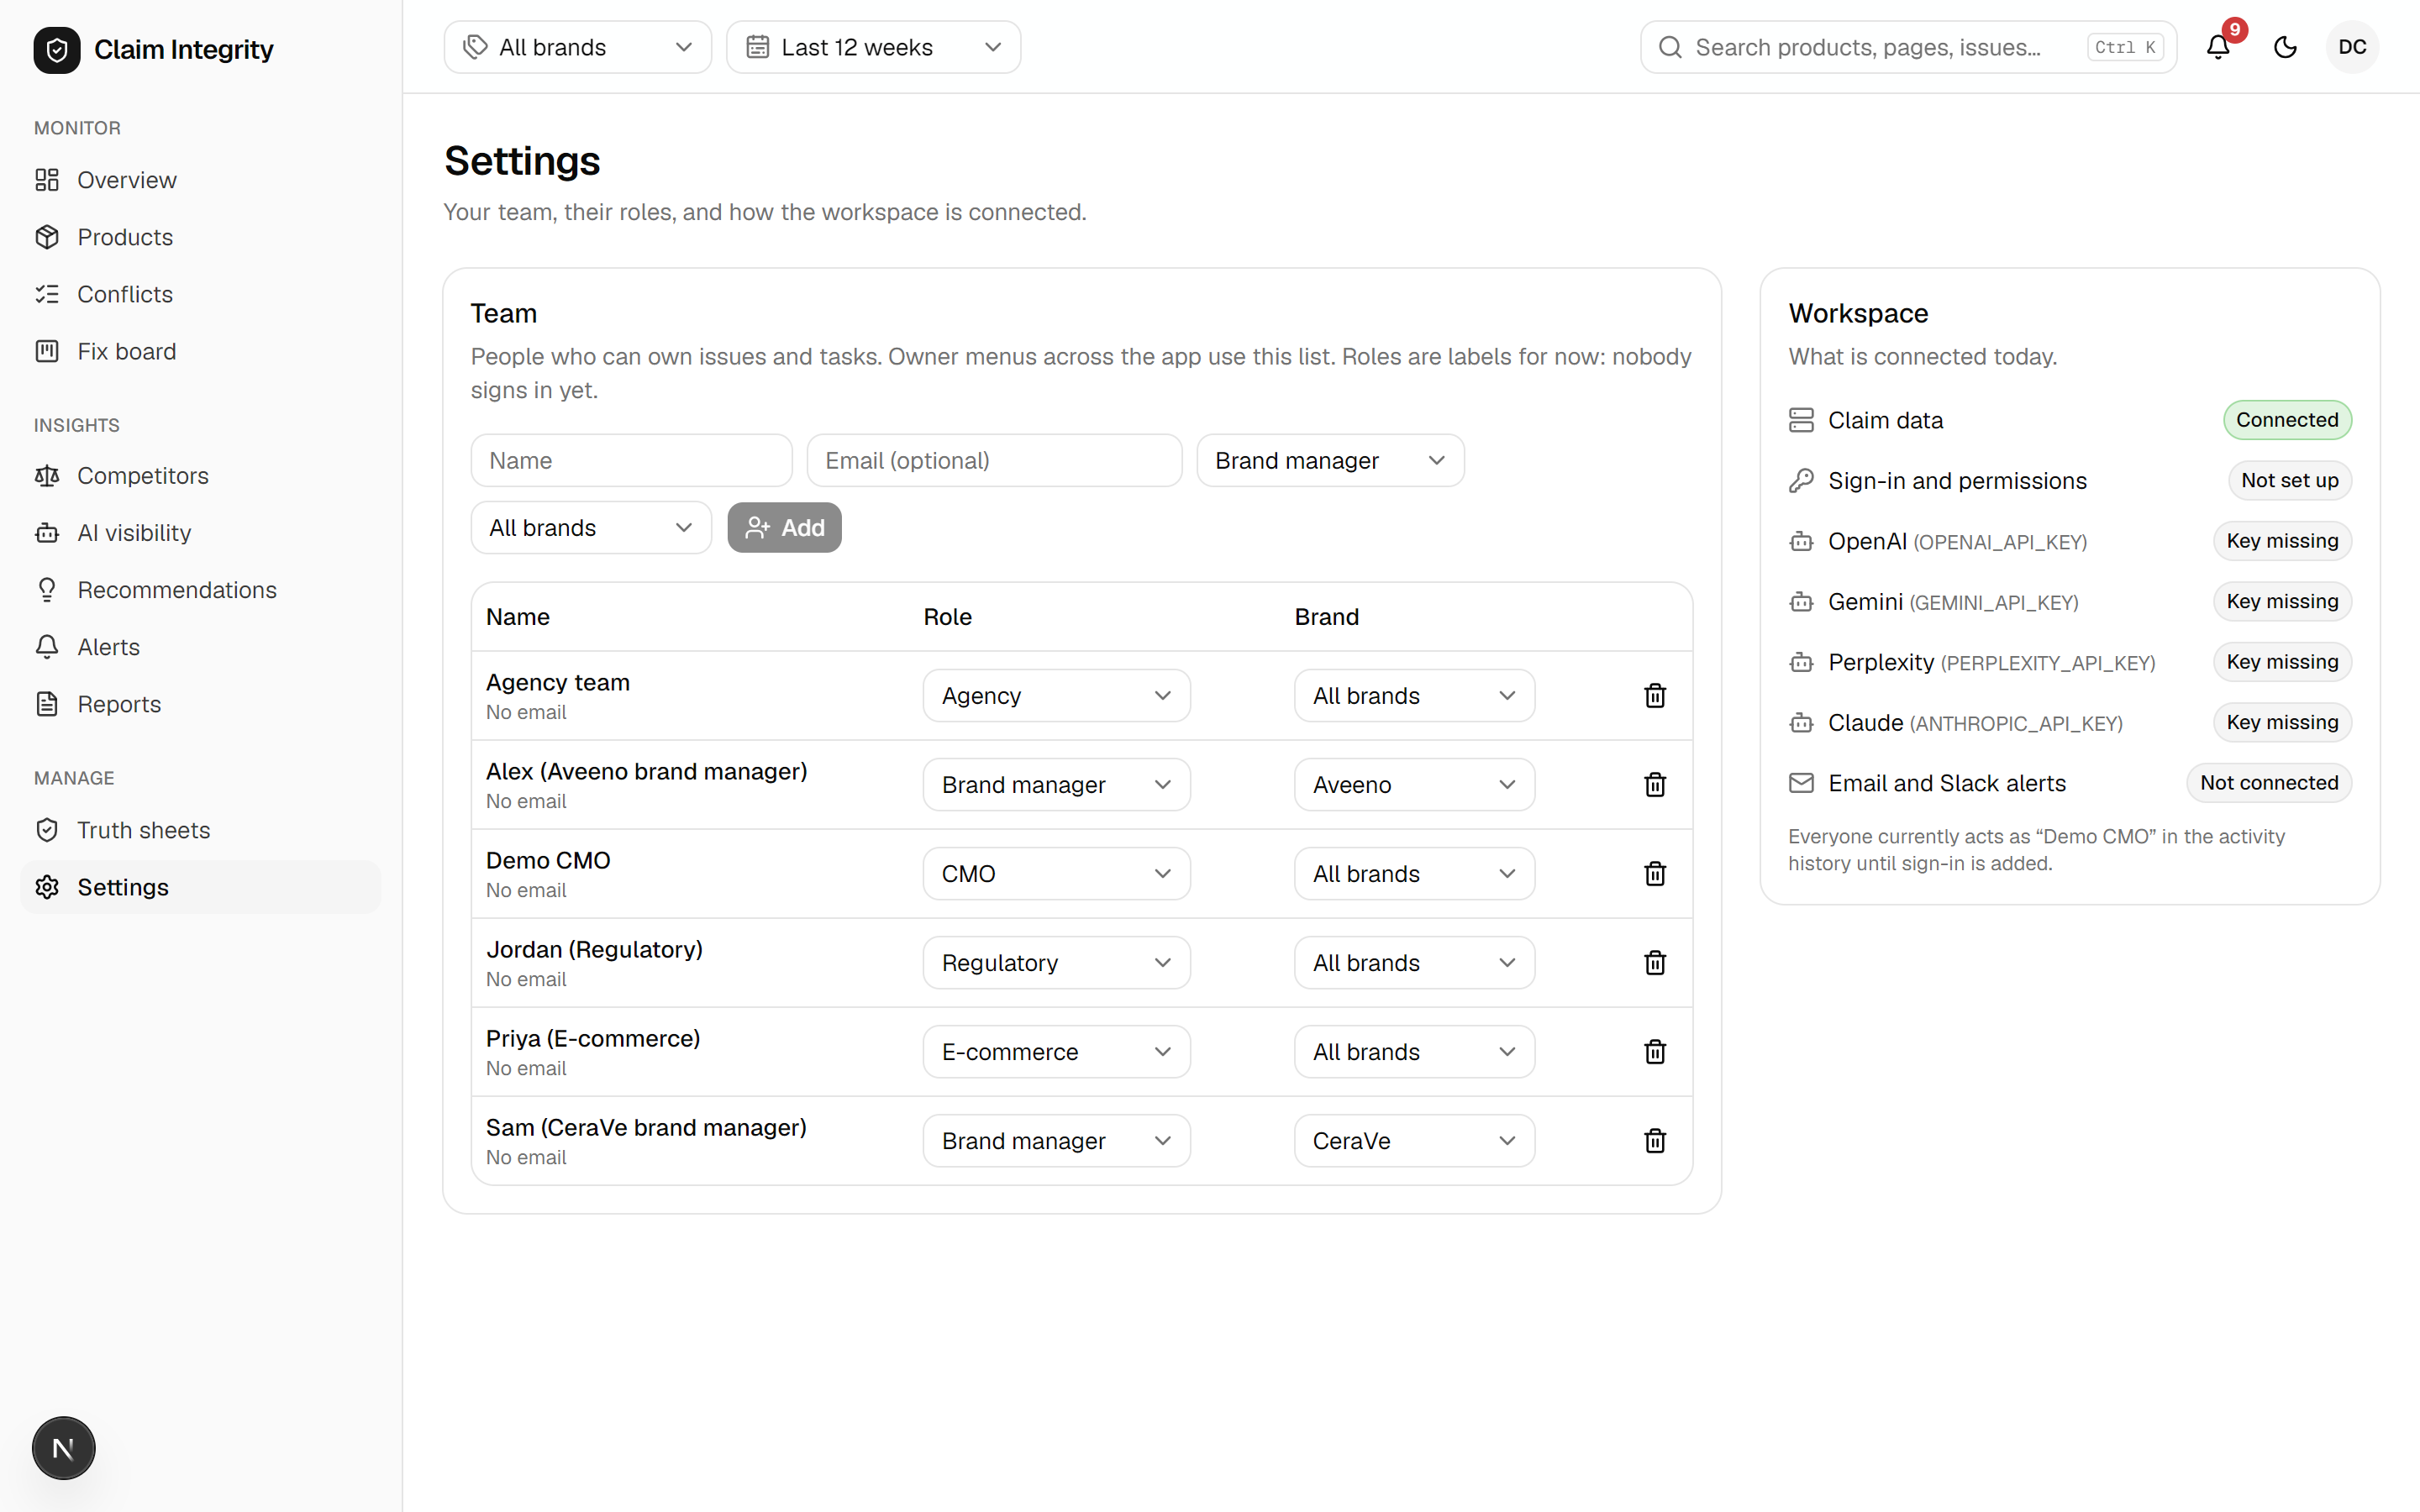 Claim Integrity
MONITOR
Overview
Products
Conflicts
Fix board
INSIGHTS
Competitors
AI visibility
Recommendations
Alerts
Reports
MANAGE
Truth sheets
Settings
N
All brands
Last 12 weeks
Search products, pages, issues...
Ctrl K
9
DC
Settings
Your team, their roles, and how the workspace is connected.
Team
People who can own issues and tasks. Owner menus across the app use this list. Roles are labels for now: nobody
signs in yet.
Name
Email (optional)
Brand manager
All brands
Add
Name Role Brand
Agency team
No email
Agency
All brands
Alex (Aveeno brand manager)
No email
Brand manager
Aveeno
Demo CMO
No email
CMO
All brands
Jordan (Regulatory)
No email
Regulatory
All brands
Priya (E-commerce)
No email
E-commerce
All brands
Sam (CeraVe brand manager)
No email
Brand manager
CeraVe
Workspace
What is connected today.
Claim data Connected
Sign-in and permissions Not set up
OpenAI (OPENAI_API_KEY) Key missing
Gemini (GEMINI_API_KEY) Key missing
Perplexity (PERPLEXITY_API_KEY) Key missing
Claude (ANTHROPIC_API_KEY) Key missing
Email and Slack alerts Not connected
Everyone currently acts as “Demo CMO” in the activity
history until sign-in is added.